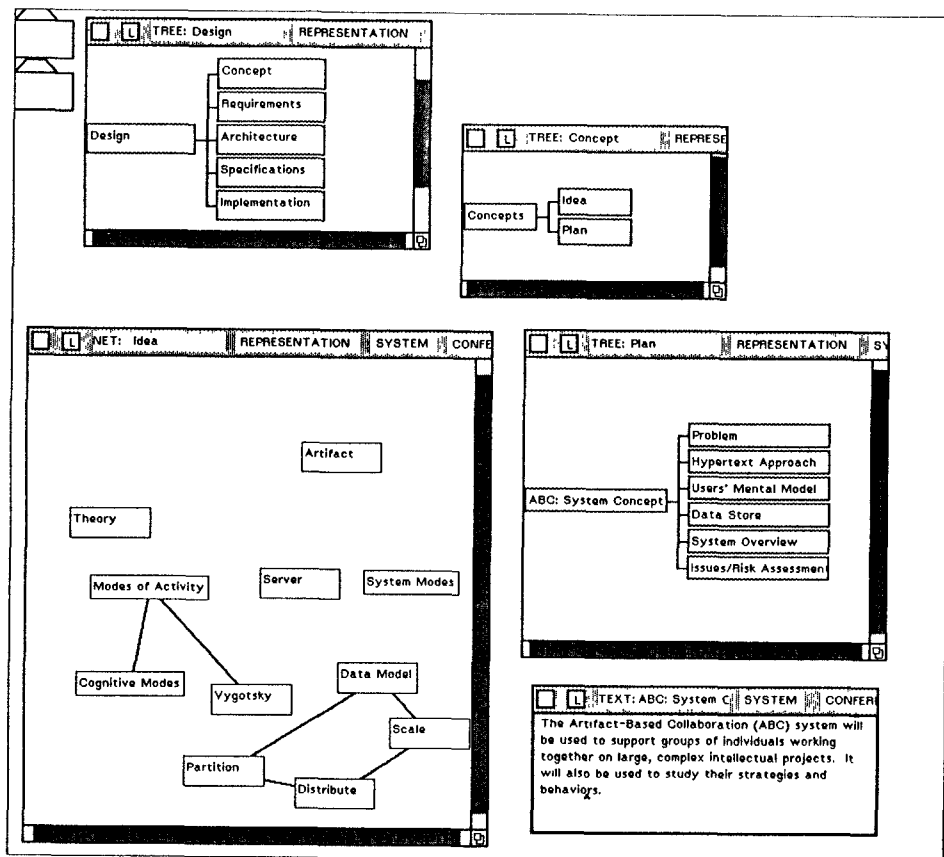 L TREE: Design REPRESENTATION
Concept
Requirements
Design
Architecture
Specifications
Implementation
L TREE: Concept REPRESE
Idea
Concepts
Plan
L NET: Idea REPRESENTATION SYSTEM CONFE
Artifact
Theory
Modes of Activity
Server
System Modes
Cognitive Modes
Vygotsky
Data Model
Scale
Partition
Distribute
L TREE: Plan REPRESENTATION SY
Problem
Hypertext Approach
Users' Mental Model
ABC: System Concept
Data Store
System Overview
Issues/Risk Assessment
L TEXT: ABC: System C SYSTEM CONFERI
The Artifact-Based Collaboration (ABC) system will
be used to support groups of individuals working
together on large, complex intellectual projects. It
will also be used to study their strategies and
behaviors.